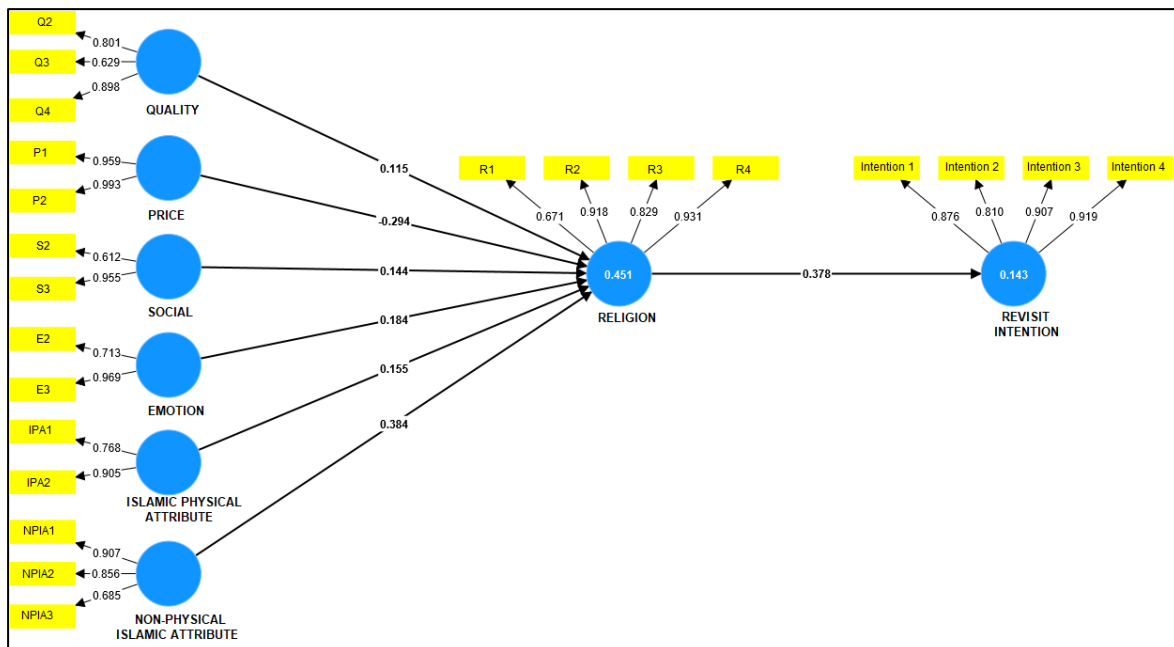 Q2
0.801
Q3
0.629
0.898
Q4
QUALITY
P1
0.959
0.993
P2
PRICE
S2
0.612
0.955
S3
SOCIAL
E2
0.713
0.969
E3
EMOTION
IPA1
0.768
0.905
IPA2
ISLAMIC PHYSICAL
ATTRIBUTE
NPIA1
0.907
NPIA2
0.856
0.685
NPIA3
NON-PHYSICAL
ISLAMIC ATTRIBUTE
0.115
-0.294
0.144
0.184
0.155
0.384
R1
R2
R3
R4
0.671
0.918
0.829
0.931
0.451
RELIGION
0.378
Intention 1
Intention 2
Intention 3
Intention 4
0.876
0.810
0.907
0.919
0.143
REVISIT
INTENTION